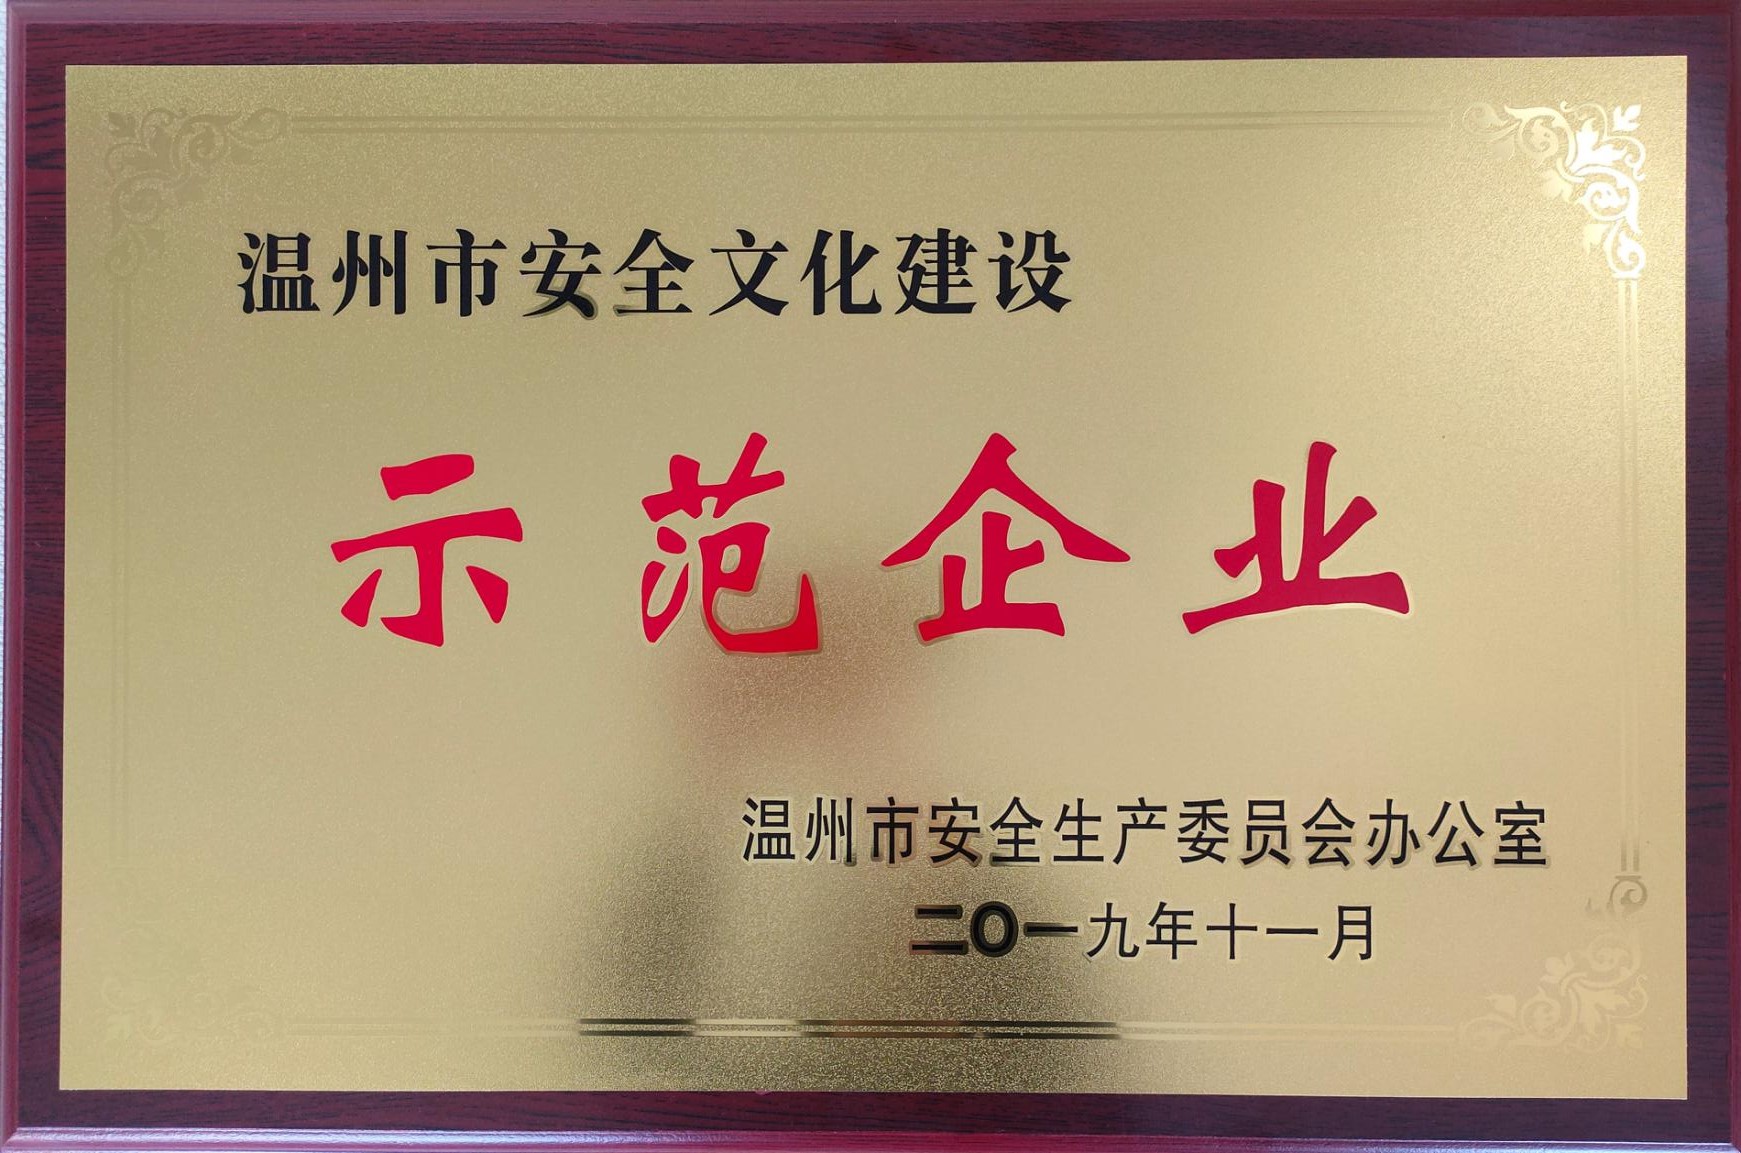 温州市安全文化建设
示范企业
温州市安全生产委员会办公室
二〇一九年十一月